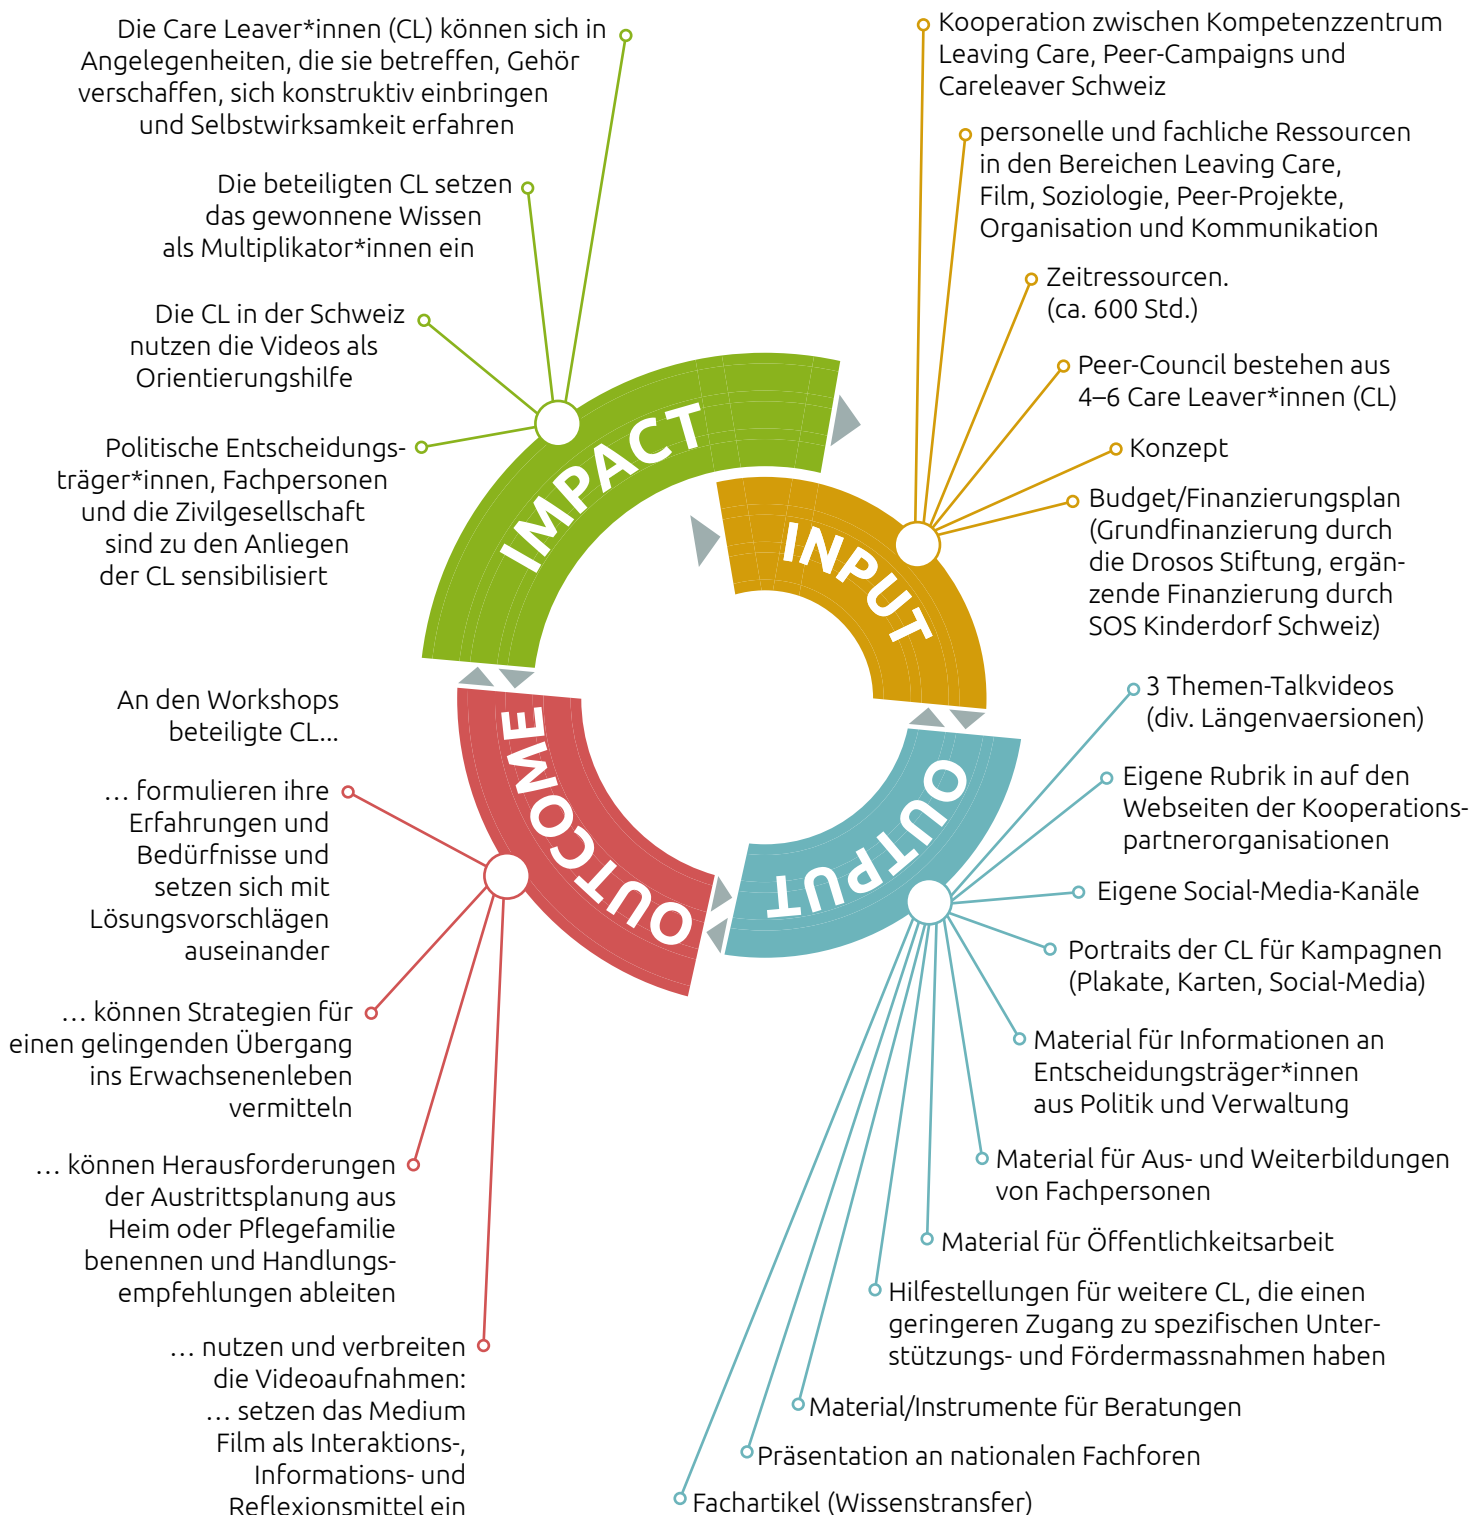 Die Care Leaver*innen (CL) können sich in
Angelegenheiten, die sie betreffen, Gehör
verschaffen, sich konstruktiv einbringen
und Selbstwirksamkeit erfahren
Die beteiligten CL setzen
das gewonnene Wissen
als Multiplikator*innen ein
Die CL in der Schweiz
nutzen die Videos als
Orientierungshilfe
Politische Entscheidungs-
träger*innen, Fachpersonen
und die Zivilgesellschaft
sind zu den Anliegen
der CL sensibilisiert
IMPACT
Kooperation zwischen Kompetenzzentrum
Leaving Care, Peer-Campaigns und
Careleaver Schweiz
personelle und fachliche Ressourcen
in den Bereichen Leaving Care,
Film, Soziologie, Peer-Projekte,
Organisation und Kommunikation
Zeitressourcen.
(ca. 600 Std.)
Peer-Council bestehen aus
4–6 Care Leaver*innen (CL)
Konzept
Budget/Finanzierungsplan
(Grundfinanzierung durch
die Drosos Stiftung, ergän-
zende Finanzierung durch
SOS Kinderdorf Schweiz)
INPUT
3 Themen-Talkvideos
(div. Längenvaersionen)
Eigene Rubrik in auf den
Webseiten der Kooperations-
partnerorganisationen
Eigene Social-Media-Kanäle
Portraits der CL für Kampagnen
(Plakate, Karten, Social-Media)
Material für Informationen an
Entscheidungsträger*innen
aus Politik und Verwaltung
Material für Aus- und Weiterbildungen
von Fachpersonen
Material für Öffentlichkeitsarbeit
Hilfestellungen für weitere CL, die einen
geringeren Zugang zu spezifischen Unter-
stützungs- und Fördermassnahmen haben
Material/Instrumente für Beratungen
Präsentation an nationalen Fachforen
Fachartikel (Wissenstransfer)
OUTPUT
An den Workshops
beteiligte CL...
... formulieren ihre
Erfahrungen und
Bedürfnisse und
setzen sich mit
Lösungsvorschlägen
auseinander
... können Strategien für
einen gelingenden Übergang
ins Erwachsenenleben
vermitteln
... können Herausforderungen
der Austrittsplanung aus
Heim oder Pflegefamilie
benennen und Handlungs-
empfehlungen ableiten
... nutzen und verbreiten
die Videoaufnahmen:
... setzen das Medium
Film als Interaktions-,
Informations- und
Reflexionsmittel ein
OUTCOME